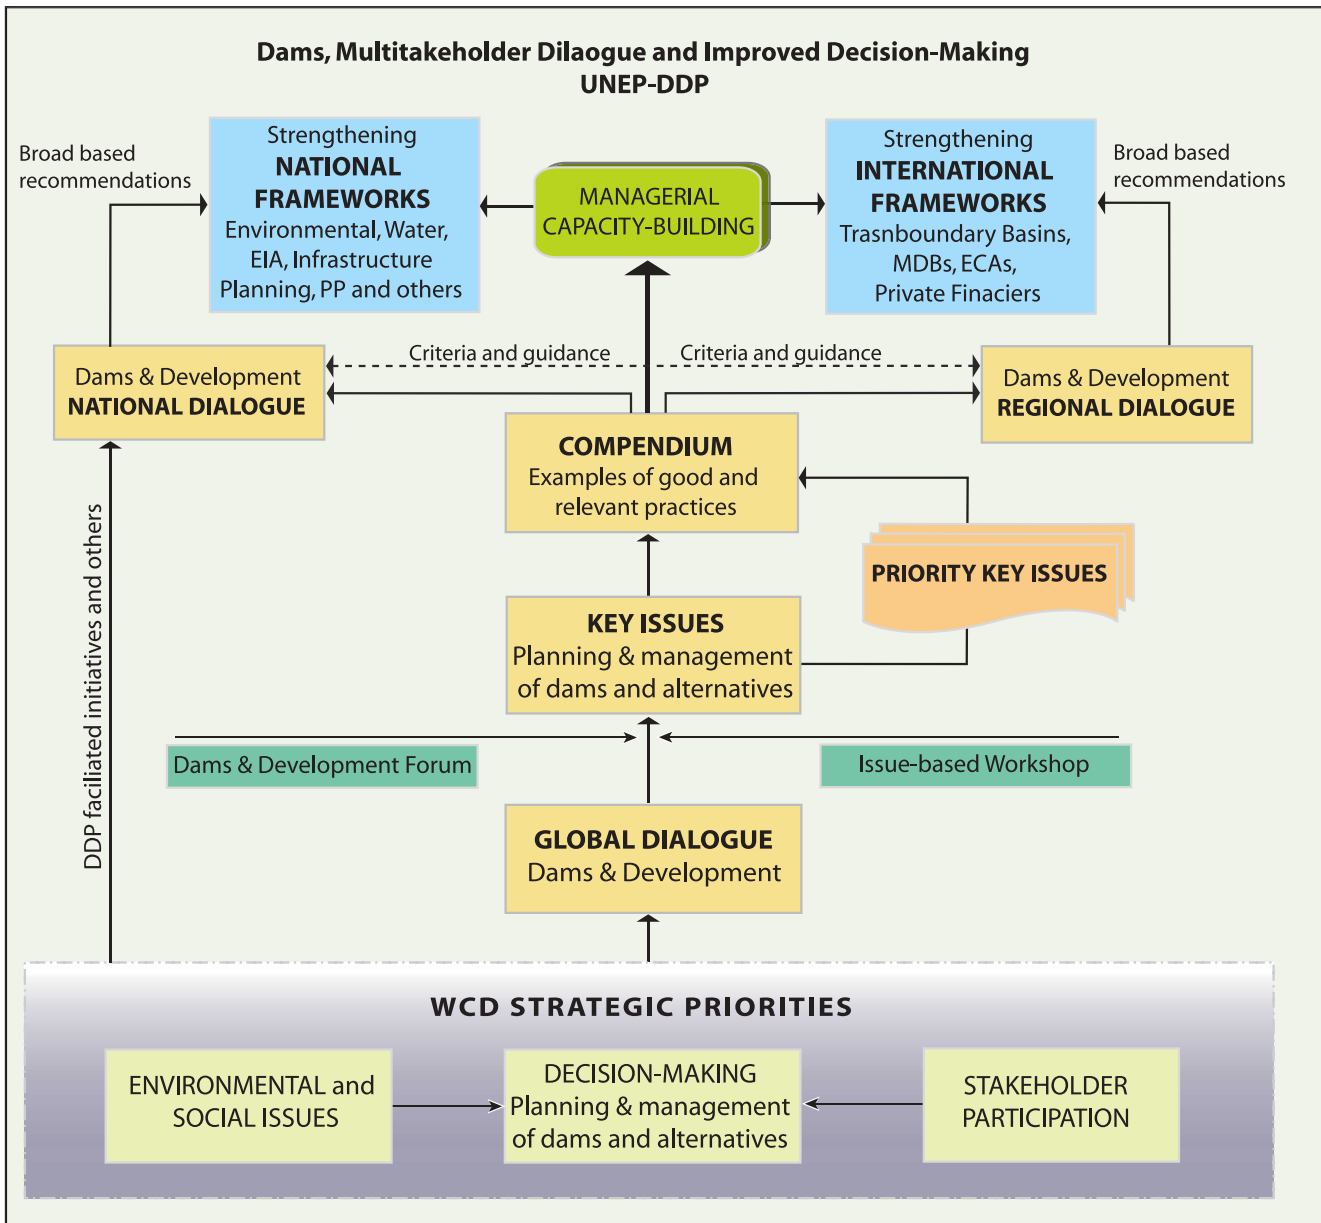 Dams, Multitakeholder Dilaogue and Improved Decision-Making
UNEP-DDP
Broad based
recommendations
Strengthening
NATIONAL
FRAMEWORKS
Environmental, Water,
EIA, Infrastructure
Planning, PP and others
MANAGERIAL
CAPACITY-BUILDING
Strengthening
INTERNATIONAL
FRAMEWORKS
Trasnboundary Basins,
MDBs, ECAs,
Private Finaciers
Broad based
recommendations
Dams & Development
NATIONAL DIALOGUE
Criteria and guidance
Criteria and guidance
Dams & Development
REGIONAL DIALOGUE
COMPENDIUM
Examples of good and
relevant practices
PRIORITY KEY ISSUES
DDP faciliated initiatives and others
KEY ISSUES
Planning & management
of dams and alternatives
Dams & Development Forum
Issue-based Workshop
GLOBAL DIALOGUE
Dams & Development
WCD STRATEGIC PRIORITIES
ENVIRONMENTAL and
SOCIAL ISSUES
DECISION-MAKING
Planning & management
of dams and alternatives
STAKEHOLDER
PARTICIPATION